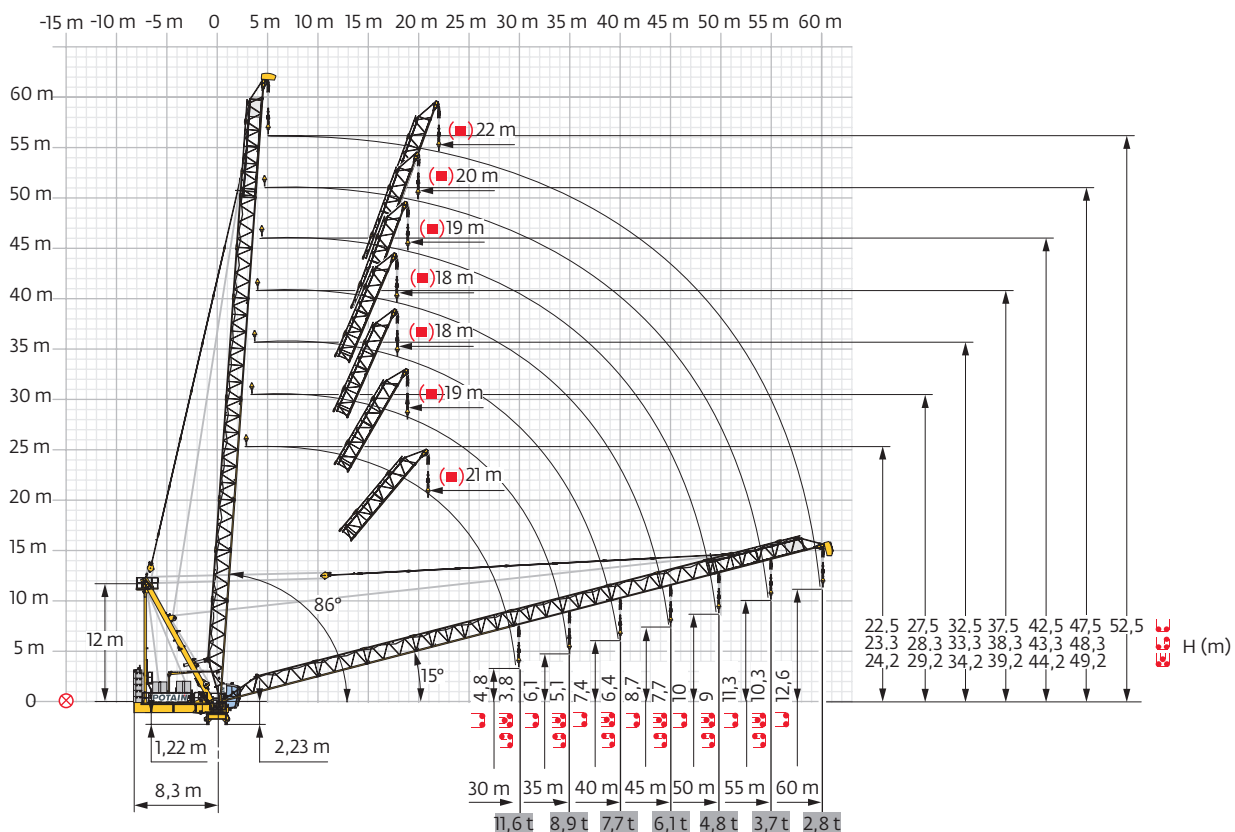 -15 m -10 m -5 m 0 5 m 10 m 15 m 20 m 25 m 30 m 35 m 40 m 45 m 50 m 55 m 60 m
60 m
55 m
50 m
45 m
40 m
35 m
30 m
25 m
20 m
15 m
10 m
5 m
0
22 m
20 m
19 m
18 m
18 m
19 m
21 m
86°
15°
12 m
POTAIN
1,22 m
2,23 m
8,3 m
4,8
3,8
6,1
5,1
7,4
6,4
8,7
7,7
10
9
11,3
10,3
12,6
22,5 27,5 32,5 37,5 42,5 47,5 52,5
23,3 28,3 33,3 38,3 43,3 48,3
24,2 29,2 34,2 39,2 44,2 49,2
H (m)
30 m 35 m 40 m 45 m 50 m 55 m 60 m
11,6 t 8,9 t 7,7 t 6,1 t 4,8 t 3,7 t 2,8 t